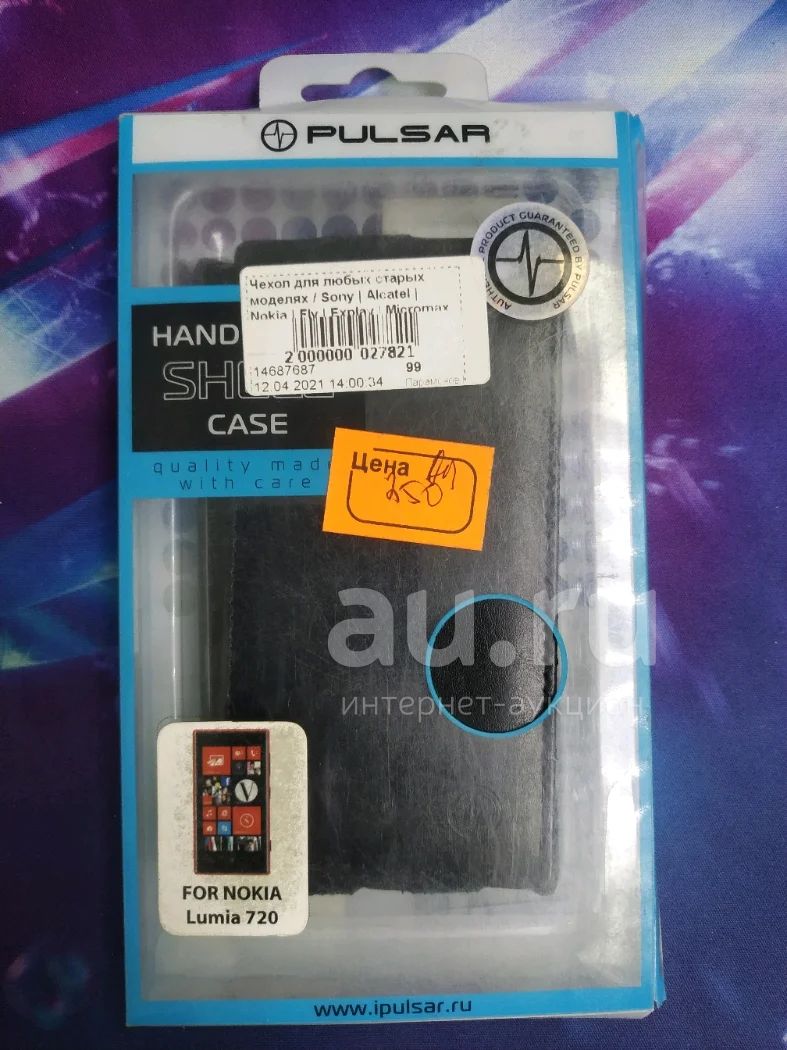 PULSAR
PRODUCT GUARANTEED BY PULSAR
Чехол для любых старых
моделях / Sony | Alcatel |
Nokia | Fly | Explay | Micromax
2 000000 027821
14687687 99
12.04 2021 14:00:34
HAND
CASE
quality made
with care
Цена
350
au.ru
интернет-аукцион
V
FOR NOKIA
Lumia 720
www.ipulsar.ru